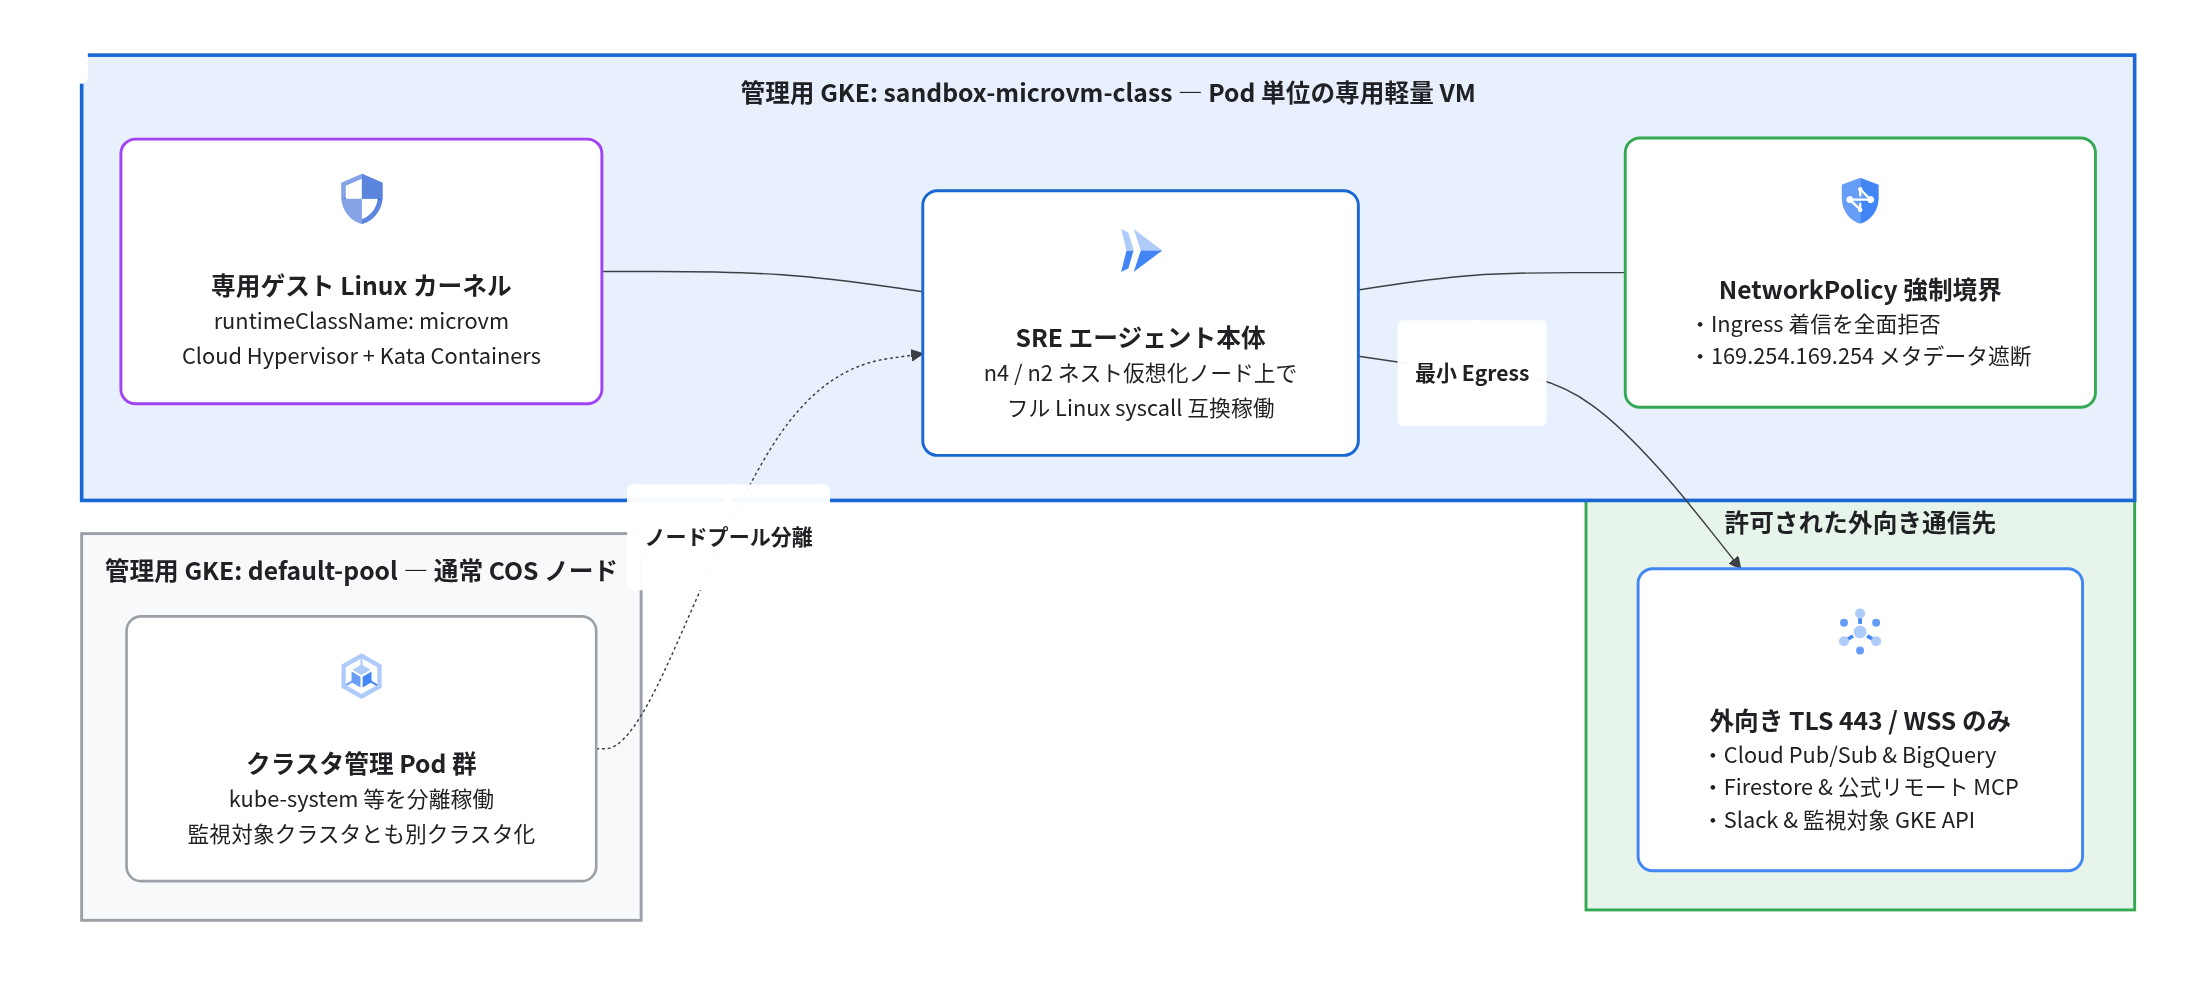 管理用 GKE: sandbox-microvm-class — Pod 単位の専用軽量 VM
専用ゲスト Linux カーネル
runtimeClassName: microvm
Cloud Hypervisor + Kata Containers
SRE エージェント本体
n4 / n2 ネスト仮想化ノード上で
フル Linux syscall 互換稼働
NetworkPolicy 強制境界
・Ingress 着信を全面拒否
・169.254.169.254 メタデータ遮断
最小 Egress
ノードプール分離
管理用 GKE: default-pool — 通常 COS ノード
クラスタ管理 Pod 群
kube-system 等を分離稼働
監視対象クラスタとも別クラスタ化
許可された外向き通信先
外向き TLS 443 / WSS のみ
・Cloud Pub/Sub & BigQuery
・Firestore & 公式リモート MCP
・Slack & 監視対象 GKE API